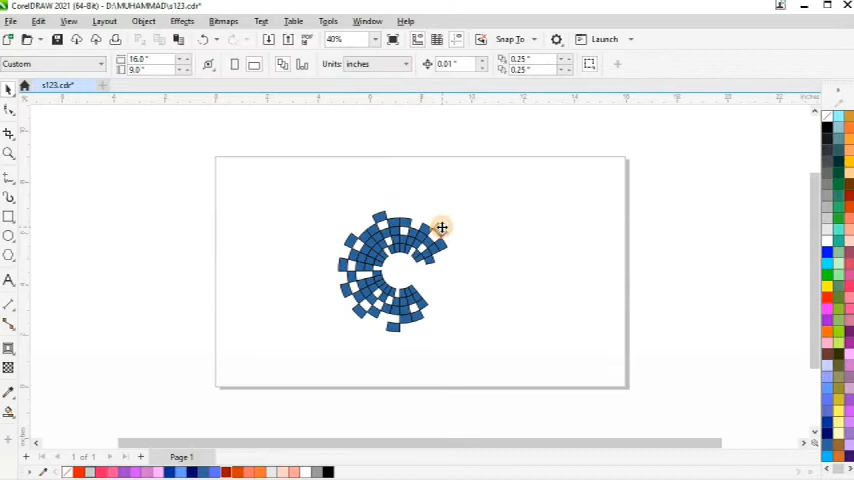 CorelDRAW 2021 (64-Bit) - D:\MUHAMMAD\s123.cdr*
File Edit View Layout Object Effects Bitmaps Text Table Tools Window Help
PDF 40% Snap To Launch
Custom 16.0 " 9.0 " Units: inches 0.01 " 0.25 " 0.25 "
s123.cdr*
1 of 1 Page 1